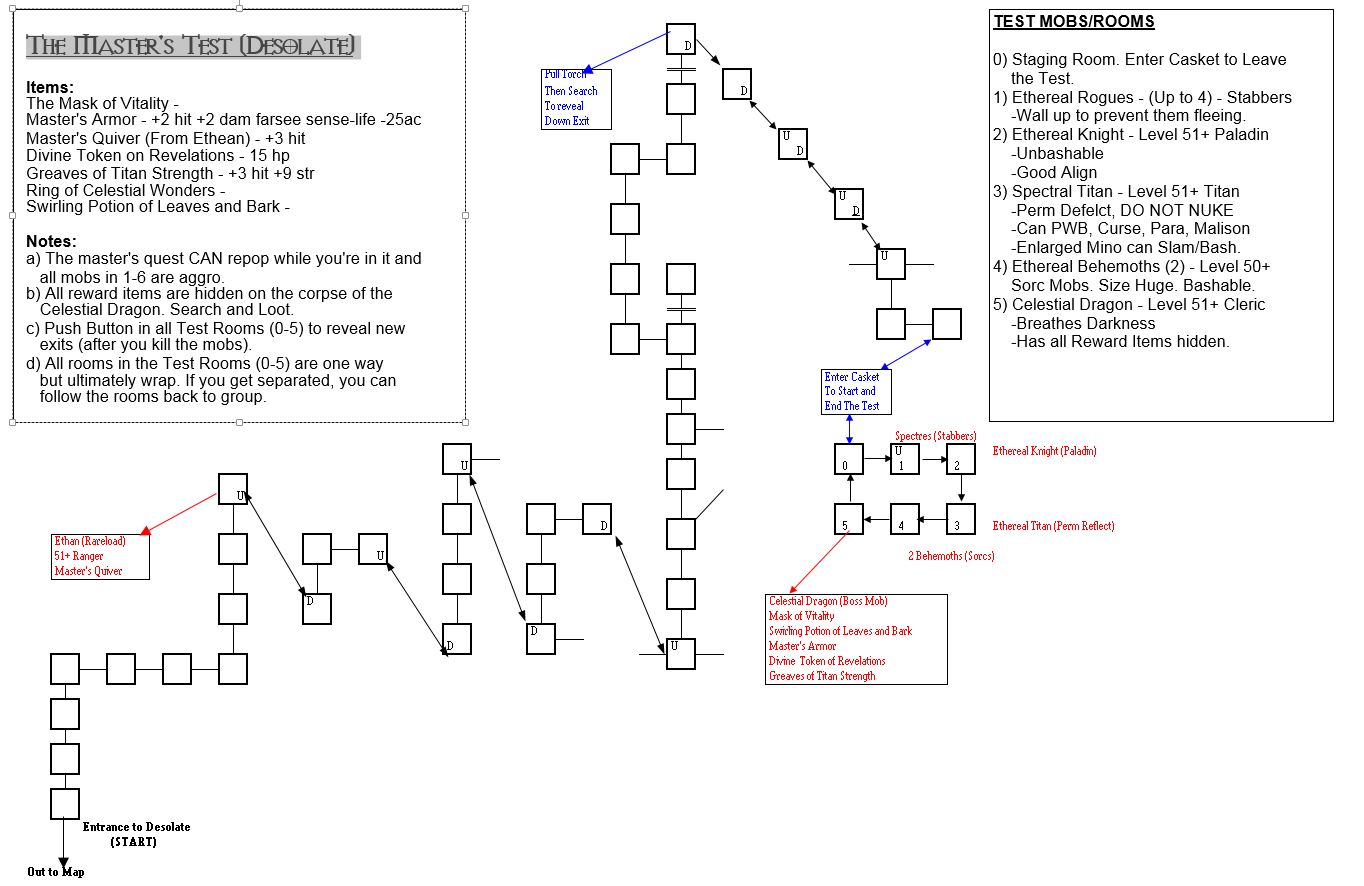 The Master's Test (Desolate)
Items:
The Mask of Vitality -
Master's Armor - +2 hit +2 dam farsee sense-life -25ac
Master's Quiver (From Ethean) - +3 hit
Divine Token on Revelations - 15 hp
Greaves of Titan Strength - +3 hit +9 str
Ring of Celestial Wonders -
Swirling Potion of Leaves and Bark -
Notes:
a) The master's quest CAN repop while you're in it and
all mobs in 1-6 are aggro.
b) All reward items are hidden on the corpse of the
Celestial Dragon. Search and Loot.
c) Push Button in all Test Rooms (0-5) to reveal new
exits (after you kill the mobs).
d) All rooms in the Test Rooms (0-5) are one way
but ultimately wrap. If you get separated, you can
follow the rooms back to group.
TEST MOBS/ROOMS
0) Staging Room. Enter Casket to Leave
the Test.
1) Ethereal Rogues - (Up to 4) - Stabbers
-Wall up to prevent them fleeing.
2) Ethereal Knight - Level 51+ Paladin
-Unbashable
-Good Align
3) Spectral Titan - Level 51+ Titan
-Perm Defelct, DO NOT NUKE
-Can PWB, Curse, Para, Malison
-Enlarged Mino can Slam/Bash.
4) Ethereal Behemoths (2) - Level 50+
Sorc Mobs. Size Huge. Bashable.
5) Celestial Dragon - Level 51+ Cleric
-Breathes Darkness
-Has all Reward Items hidden.
D
Pull Torch
Then Search
To reveal
Down Exit
D
U
D
U
D
U
Enter Casket
To Start and
End The Test
Spectres (Stabbers)
Ethereal Knight (Paladin)
0
U
1
2
5
4
3
Ethereal Titan (Perm Reflect)
2 Behemoths (Sorcs)
Celestial Dragon (Boss Mob)
Mask of Vitality
Swirling Potion of Leaves and Bark
Master's Armor
Divine Token of Revelations
Greaves of Titan Strength
U
U
D
U
D
U
D
D
U
Ethan (Rareload)
51+ Ranger
Master's Quiver
Entrance to Desolate
(START)
Out to Map